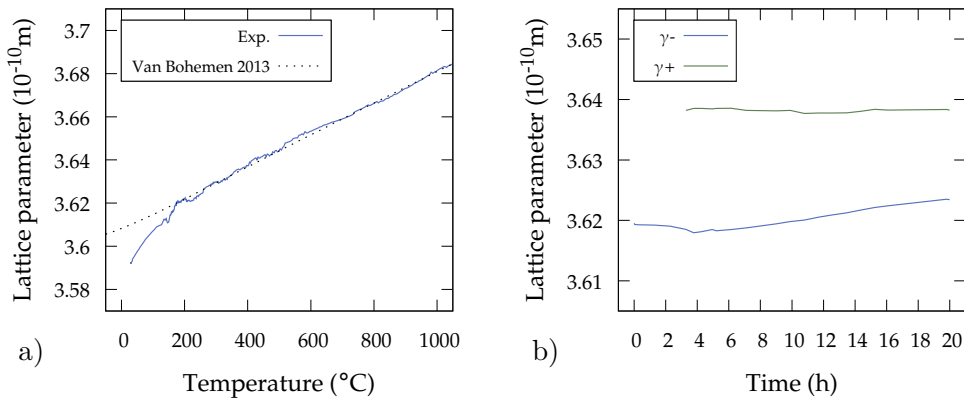 3.7
3.68
3.66
3.64
3.62
3.6
3.58
Lattice parameter (10⁻¹⁰m)
Exp.
Van Bohemen 2013
0 200 400 600 800 1000
Temperature (°C)
a)
3.65
3.64
3.63
3.62
3.61
Lattice parameter (10⁻¹⁰m)
γ-
γ+
0 2 4 6 8 10 12 14 16 18 20
Time (h)
b)